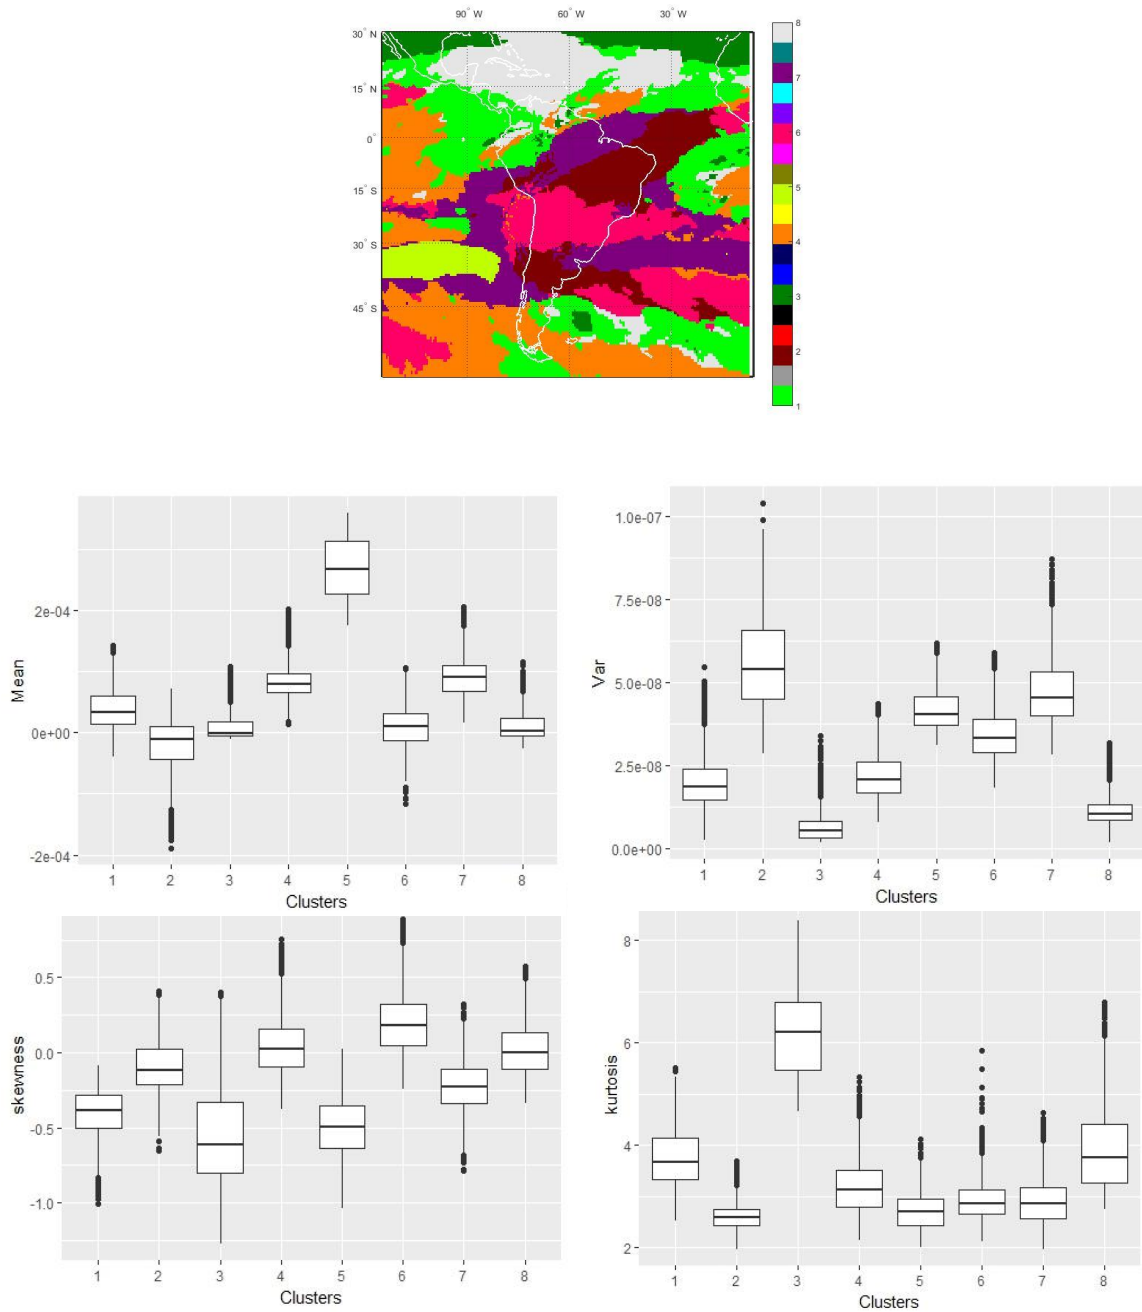 90° W 60° W 30° W
30° N
15° N
0°
15° S
30° S
45° S
8
7
6
5
4
3
2
1
Mean
2e-04
0e+00
-2e-04
1 2 3 4 5 6 7 8
Clusters
Var
1.0e-07
7.5e-08
5.0e-08
2.5e-08
0.0e+00
1 2 3 4 5 6 7 8
Clusters
skewness
0.5
0.0
-0.5
-1.0
1 2 3 4 5 6 7 8
Clusters
kurtosis
8
6
4
2
1 2 3 4 5 6 7 8
Clusters